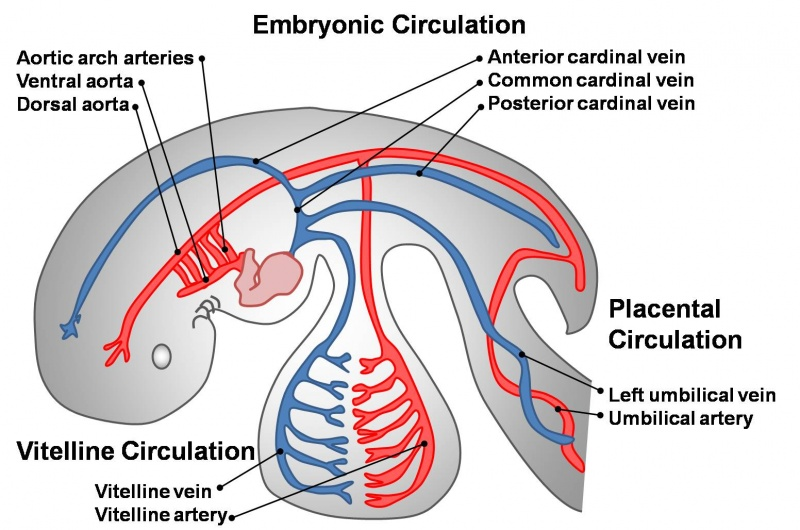 Embryonic Circulation
Aortic arch arteries
Ventral aorta
Dorsal aorta
Anterior cardinal vein
Common cardinal vein
Posterior cardinal vein
Placental
Circulation
Left umbilical vein
Umbilical artery
Vitelline Circulation
Vitelline vein
Vitelline artery